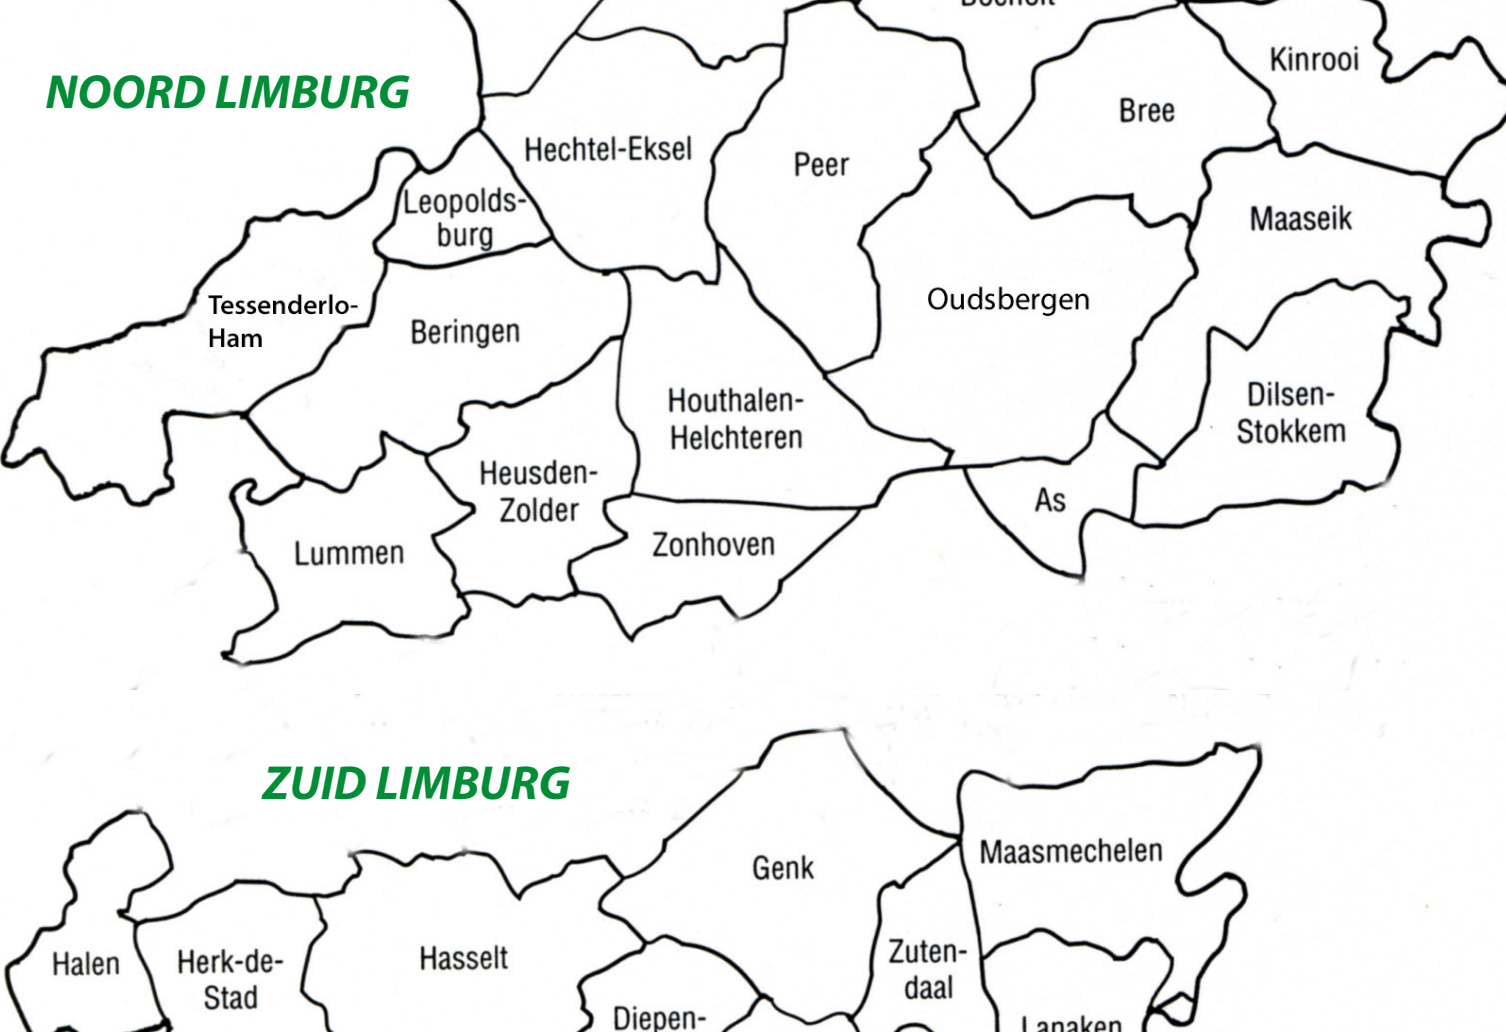 Bocholt
NOORD LIMBURG
Kinrooi
Bree
Hechtel-Eksel
Peer
Leopolds-
burg
Maaseik
Tessenderlo-
Ham
Beringen
Oudsbergen
Houthalen-
Helchteren
Dilsen-
Stokkem
Heusden-
Zolder
As
Lummen
Zonhoven
ZUID LIMBURG
Maasmechelen
Genk
Halen
Herk-de-
Stad
Hasselt
Zuten-
daal
Diepen-
Lanaken